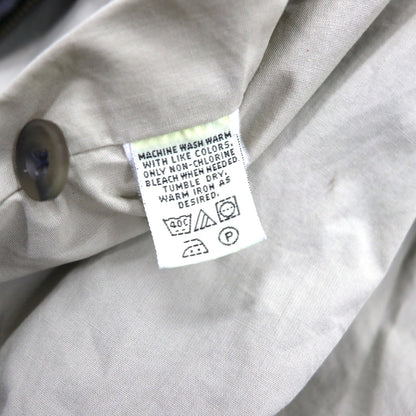 MACHINE WASH WARM
WITH LIKE COLORS.
ONLY NON-CHLORINE
BLEACH WHEN NEEDED.
TUMBLE DRY.
WARM IRON AS
DESIRED.
40C
P